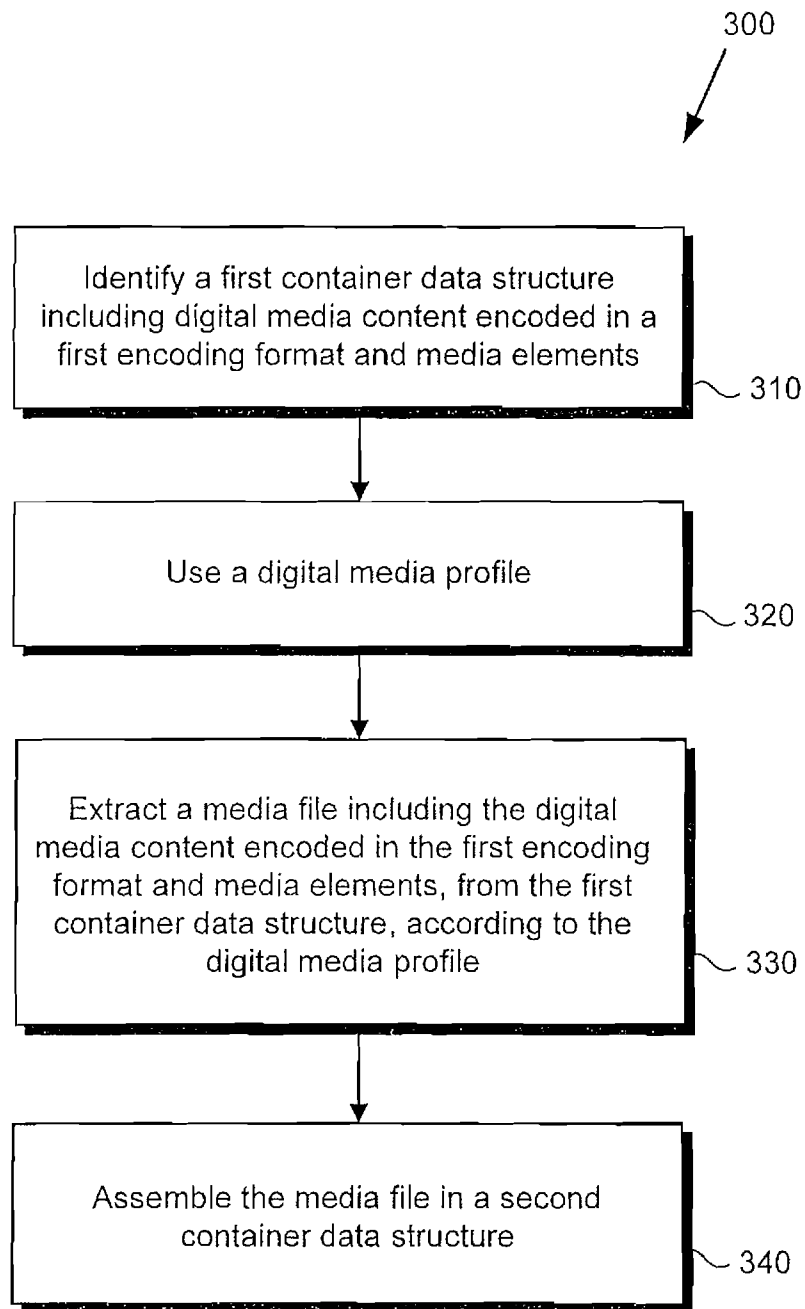 300
Identify a first container data structure
including digital media content encoded in a
first encoding format and media elements
310
Use a digital media profile
320
Extract a media file including the digital
media content encoded in the first encoding
format and media elements, from the first
container data structure, according to the
digital media profile
330
Assemble the media file in a second
container data structure
340